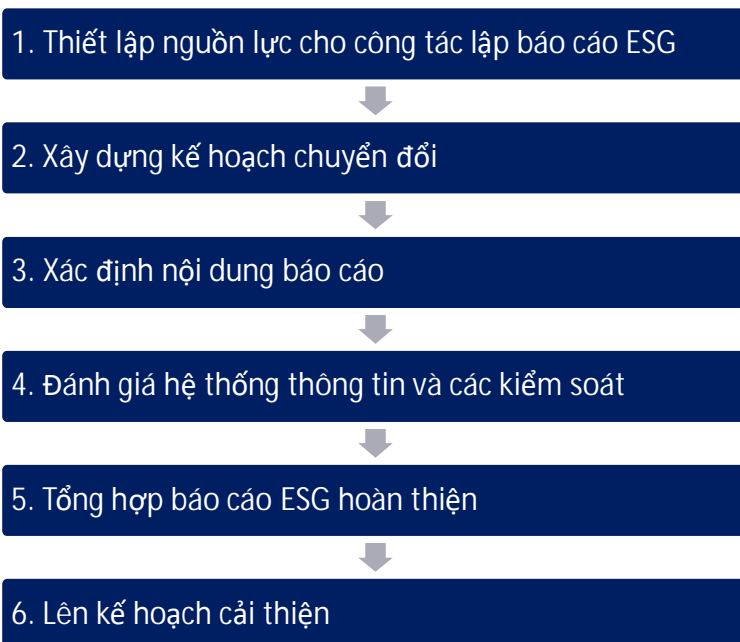 1. Thiết lập nguồn lực cho công tác lập báo cáo ESG
2. Xây dựng kế hoạch chuyển đổi
3. Xác định nội dung báo cáo
4. Đánh giá hệ thống thông tin và các kiểm soát
5. Tổng hợp báo cáo ESG hoàn thiện
6. Lên kế hoạch cải thiện